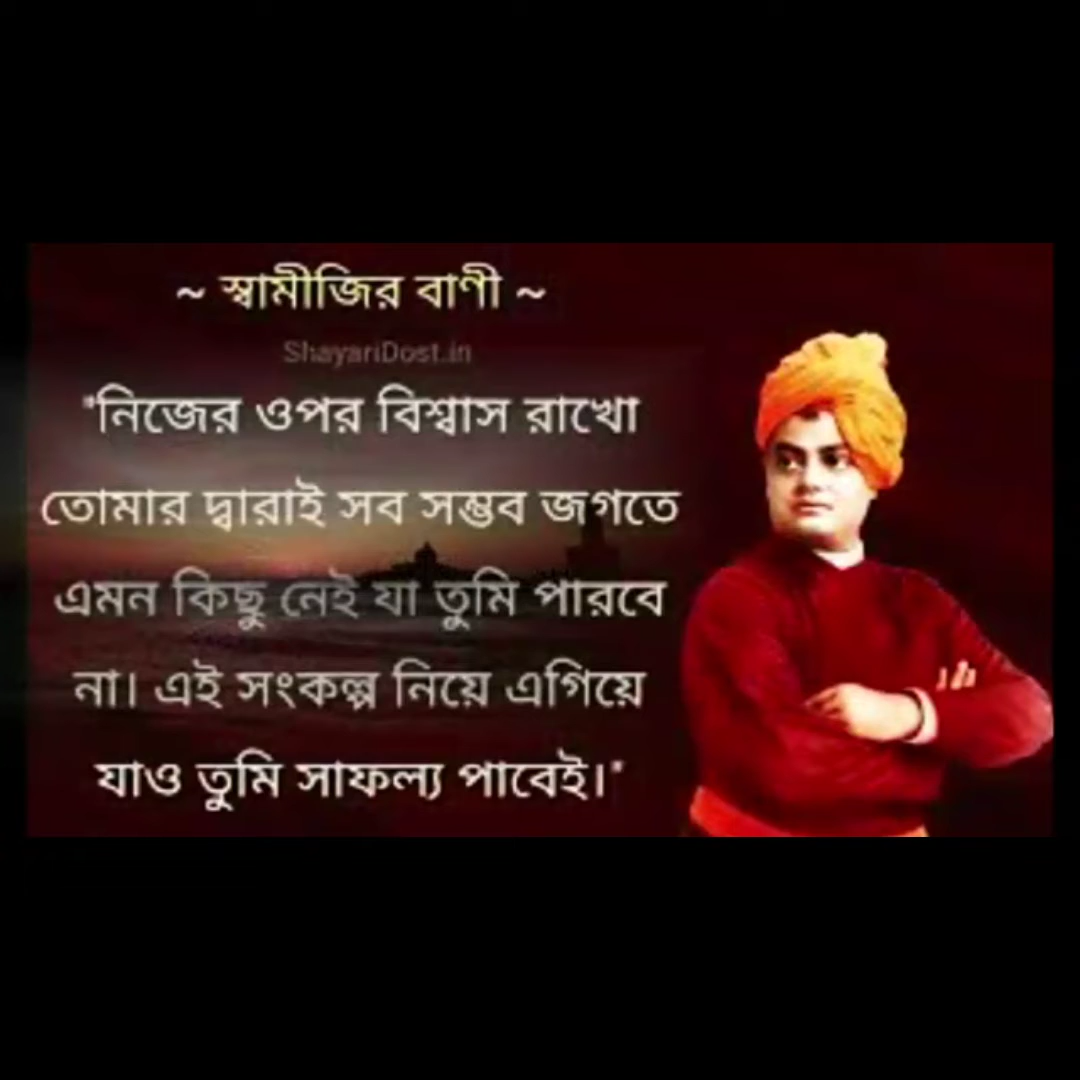 ~ স্বামীজির বাণী ~
ShayariDost.in
"নিজের ওপর বিশ্বাস রাখো
তোমার দ্বারাই সব সম্ভব জগতে
এমন কিছু নেই যা তুমি পারবে
না। এই সংকল্প নিয়ে এগিয়ে
যাও তুমি সাফল্য পাবেই।"